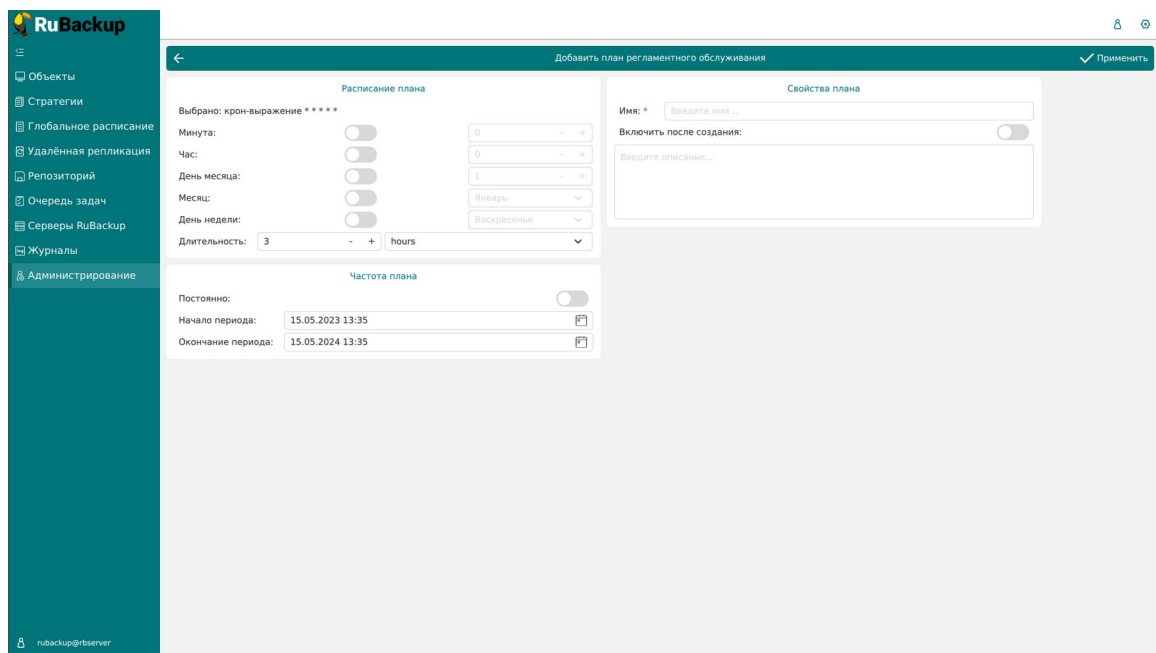 RuBackup
Объекты
Стратегии
Глобальное расписание
Удалённая репликация
Репозиторий
Очередь задач
Серверы RuBackup
Журналы
Администрирование
rubackup@rbserver
Добавить план регламентного обслуживания
Применить
Расписание плана
Выбрано: крон-выражение * * * * *
Минута: 0 - +
Час: 0 - +
День месяца: 1 - +
Месяц: Январь
День недели: Воскресенье
Длительность: 3 - + hours
Частота плана
Постоянно:
Начало периода: 15.05.2023 13:35
Окончание периода: 15.05.2024 13:35
Свойства плана
Имя: * Введите имя ..
Включить после создания:
Введите описание...